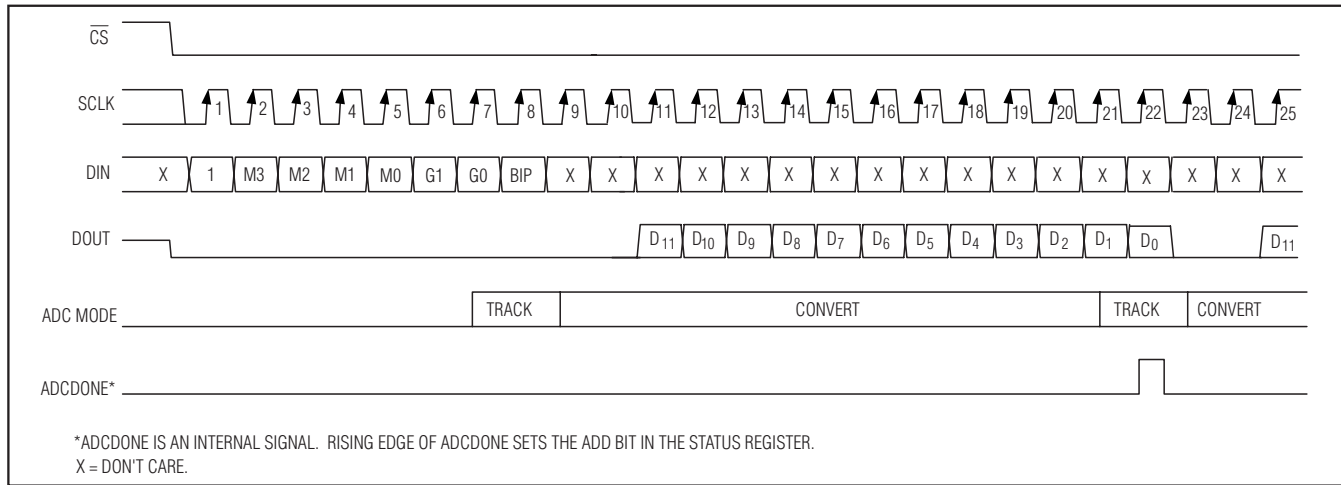 CS
SCLK 1 2 3 4 5 6 7 8 9 10 11 12 13 14 15 16 17 18 19 20 21 22 23 24 25
DIN X 1 M3 M2 M1 M0 G1 G0 BIP X X X X X X X X X X X X X X X X X
DOUT D11 D10 D9 D8 D7 D6 D5 D4 D3 D2 D1 D0 D11
ADC MODE TRACK CONVERT TRACK CONVERT
ADCDONE*
*ADCDONE IS AN INTERNAL SIGNAL. RISING EDGE OF ADCDONE SETS THE ADD BIT IN THE STATUS REGISTER.
X = DON'T CARE.